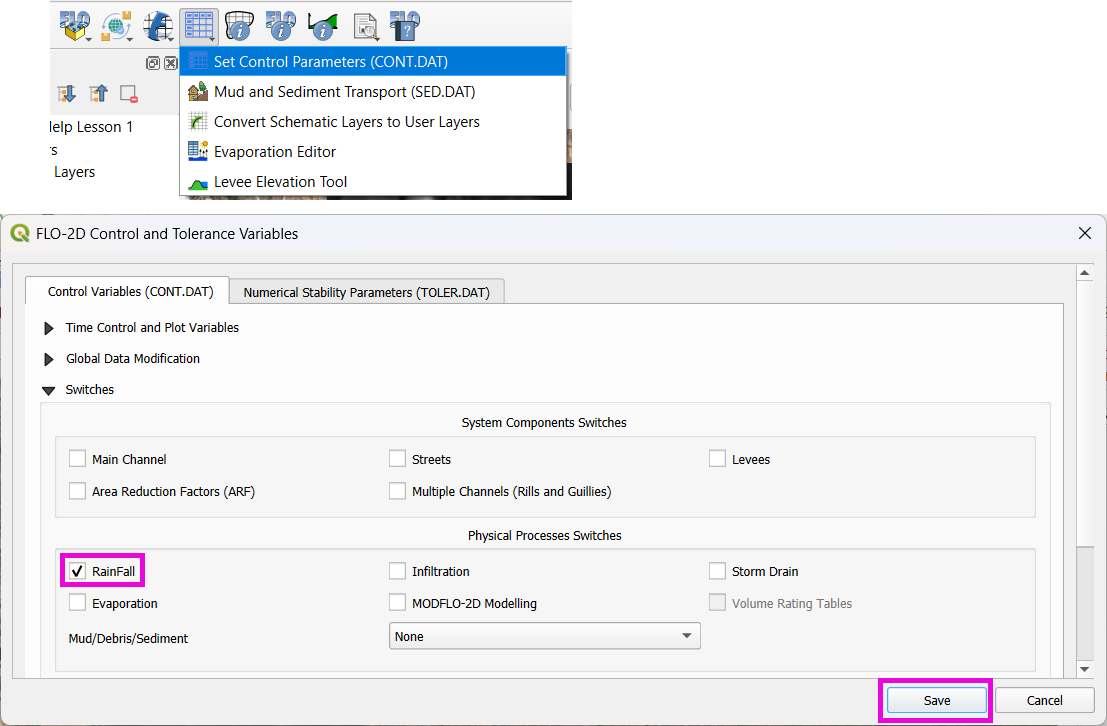 Set Control Parameters (CONT.DAT)
Mud and Sediment Transport (SED.DAT)
Convert Schematic Layers to User Layers
Evaporation Editor
Levee Elevation Tool
elp Lesson 1
rs
Layers
FLO-2D Control and Tolerance Variables
Control Variables (CONT.DAT) Numerical Stability Parameters (TOLER.DAT)
Time Control and Plot Variables
Global Data Modification
Switches
System Components Switches
Main Channel Streets Levees
Area Reduction Factors (ARF) Multiple Channels (Rills and Guillies)
Physical Processes Switches
RainFall Infiltration Storm Drain
Evaporation MODFLO-2D Modelling Volume Rating Tables
Mud/Debris/Sediment None
Save Cancel